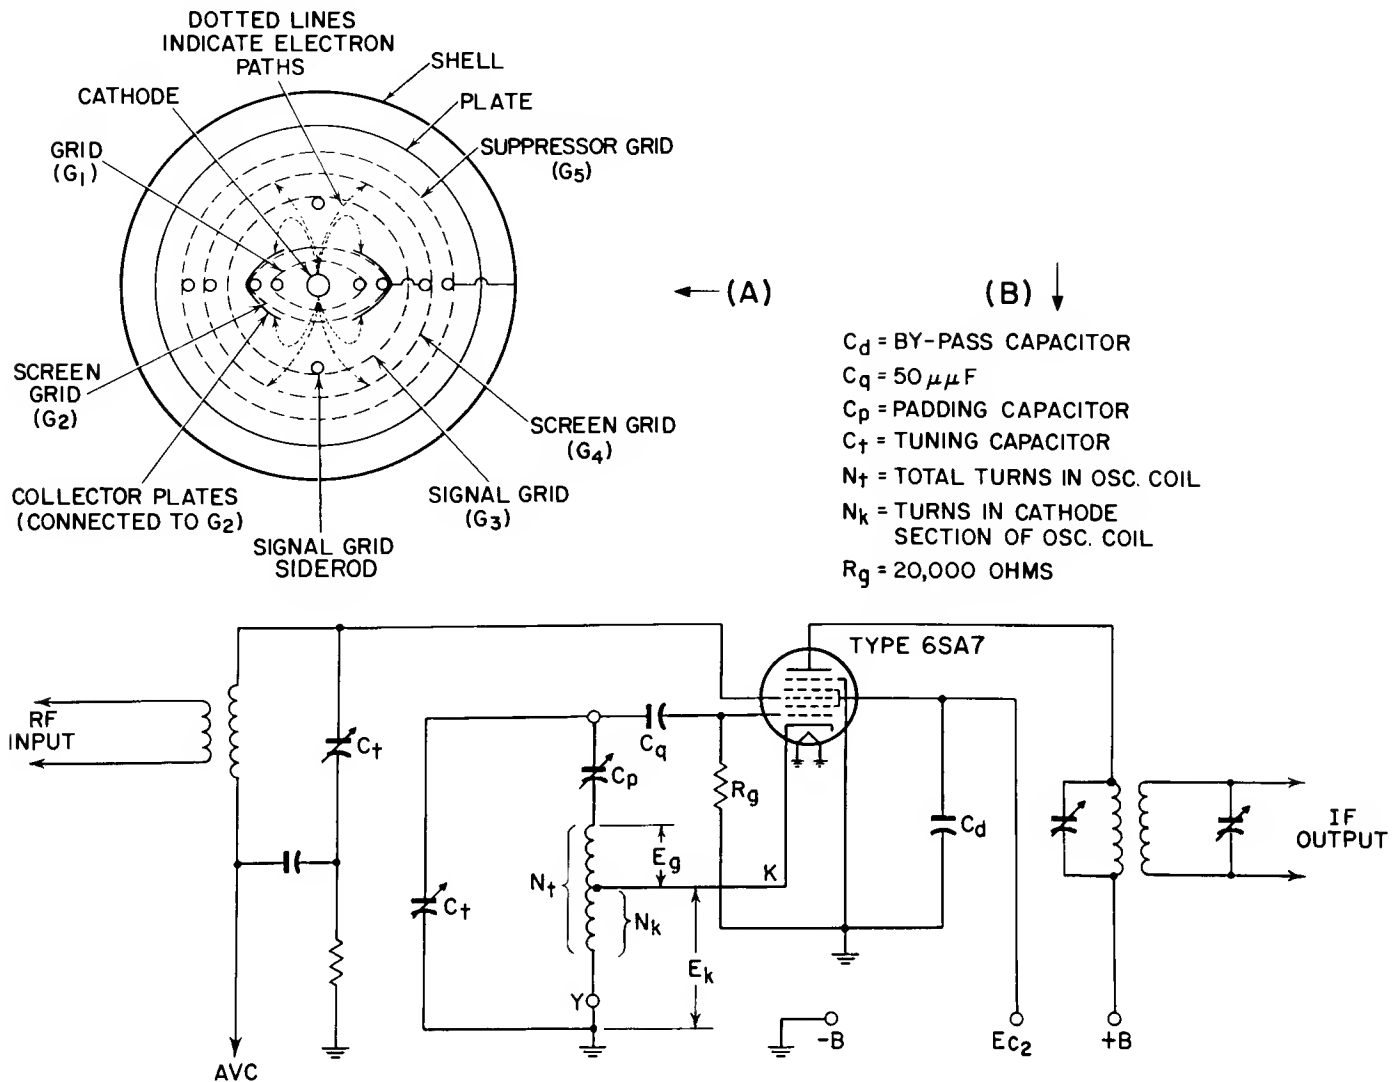 DOTTED LINES
INDICATE ELECTRON
PATHS
SHELL
CATHODE
PLATE
GRID
(G1)
SUPPRESSOR GRID
(G5)
(A)
(B)
Cd = BY-PASS CAPACITOR
Cq = 50 μμF
Cp = PADDING CAPACITOR
Ct = TUNING CAPACITOR
Nt = TOTAL TURNS IN OSC. COIL
Nk = TURNS IN CATHODE
SECTION OF OSC. COIL
Rg = 20,000 OHMS
SCREEN
GRID
(G2)
SCREEN GRID
(G4)
COLLECTOR PLATES
(CONNECTED TO G2)
SIGNAL GRID
(G3)
SIGNAL GRID
SIDEROD
TYPE 6SA7
RF
INPUT
Ct
Cq
Cp
Rg
Cd
IF
OUTPUT
Eg
K
Nt
Ct
Nk
Ek
Y
-B
Ec2
+B
AVC